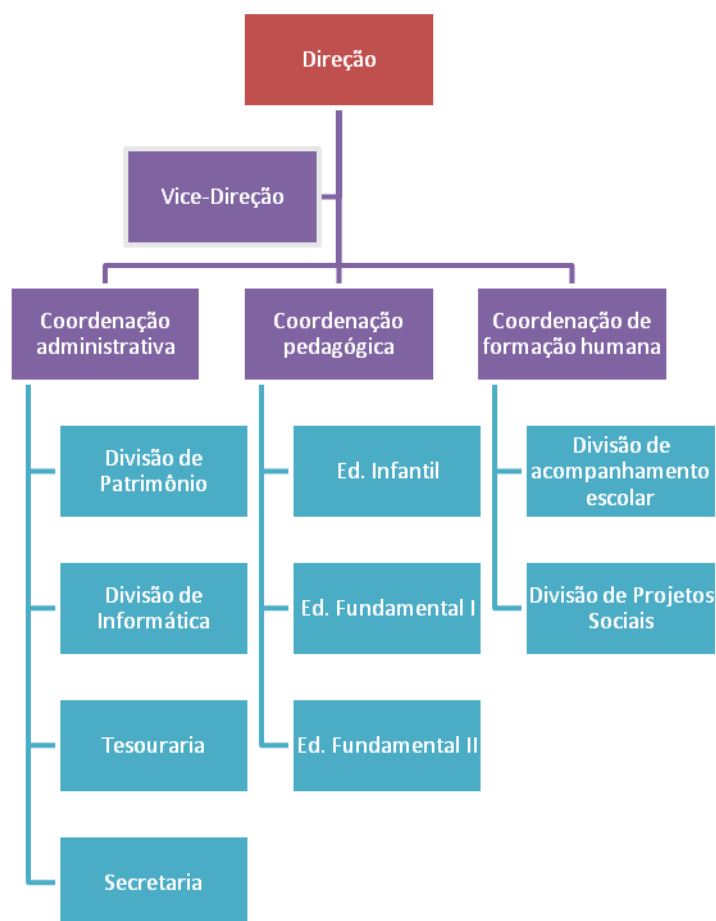 Direção
Vice-Direção
Coordenação
administrativa
Coordenação
pedagógica
Coordenação de
formação humana
Divisão de
Patrimônio
Ed. Infantil
Divisão de
acompanhamento
escolar
Divisão de
Informática
Ed. Fundamental I
Divisão de Projetos
Sociais
Tesouraria
Ed. Fundamental II
Secretaria